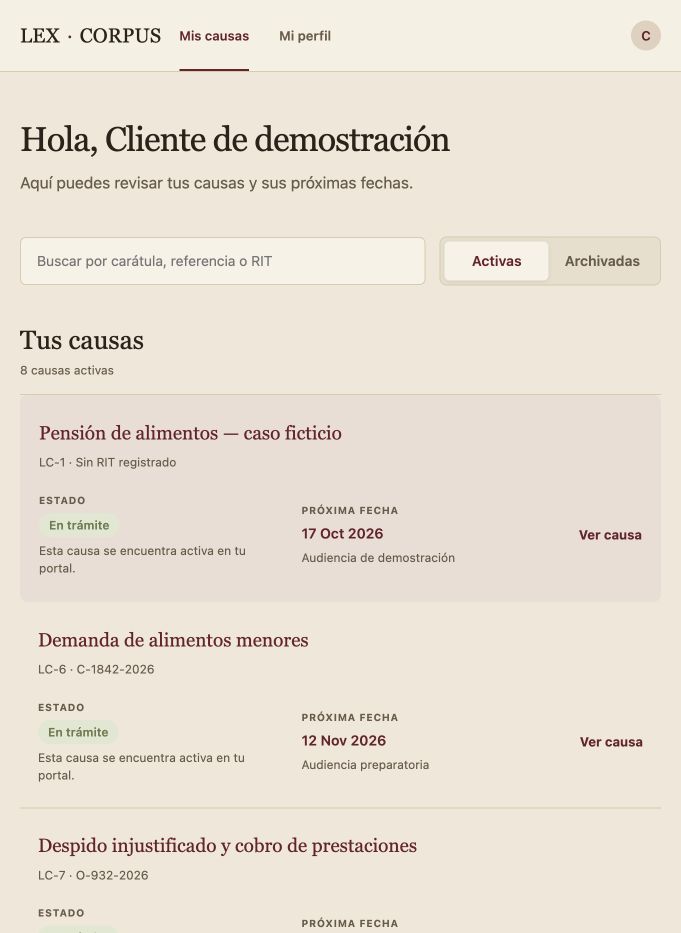 LEX · CORPUS
Mis causas
Mi perfil
C
Hola, Cliente de demostración
Aquí puedes revisar tus causas y sus próximas fechas.
Buscar por carátula, referencia o RIT
Activas
Archivadas
Tus causas
8 causas activas
Pensión de alimentos — caso ficticio
LC-1 · Sin RIT registrado
ESTADO
En trámite
Esta causa se encuentra activa en tu
portal.
PRÓXIMA FECHA
17 Oct 2026
Audiencia de demostración
Ver causa
Demanda de alimentos menores
LC-6 · C-1842-2026
ESTADO
En trámite
Esta causa se encuentra activa en tu
portal.
PRÓXIMA FECHA
12 Nov 2026
Audiencia preparatoria
Ver causa
Despido injustificado y cobro de prestaciones
LC-7 · O-932-2026
ESTADO
PRÓXIMA FECHA